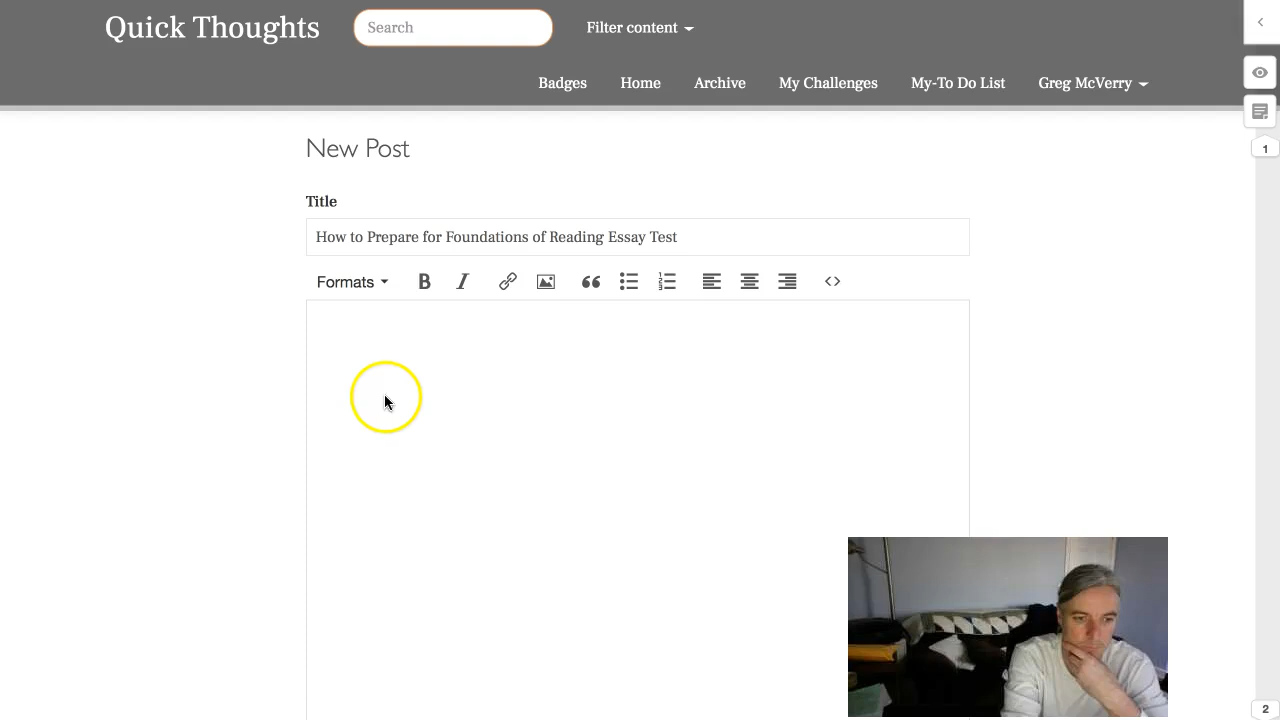 Quick Thoughts
Search
Filter content
Badges
Home
Archive
My Challenges
My-To Do List
Greg McVerry
1
New Post
Title
How to Prepare for Foundations of Reading Essay Test
Formats
B
I
2